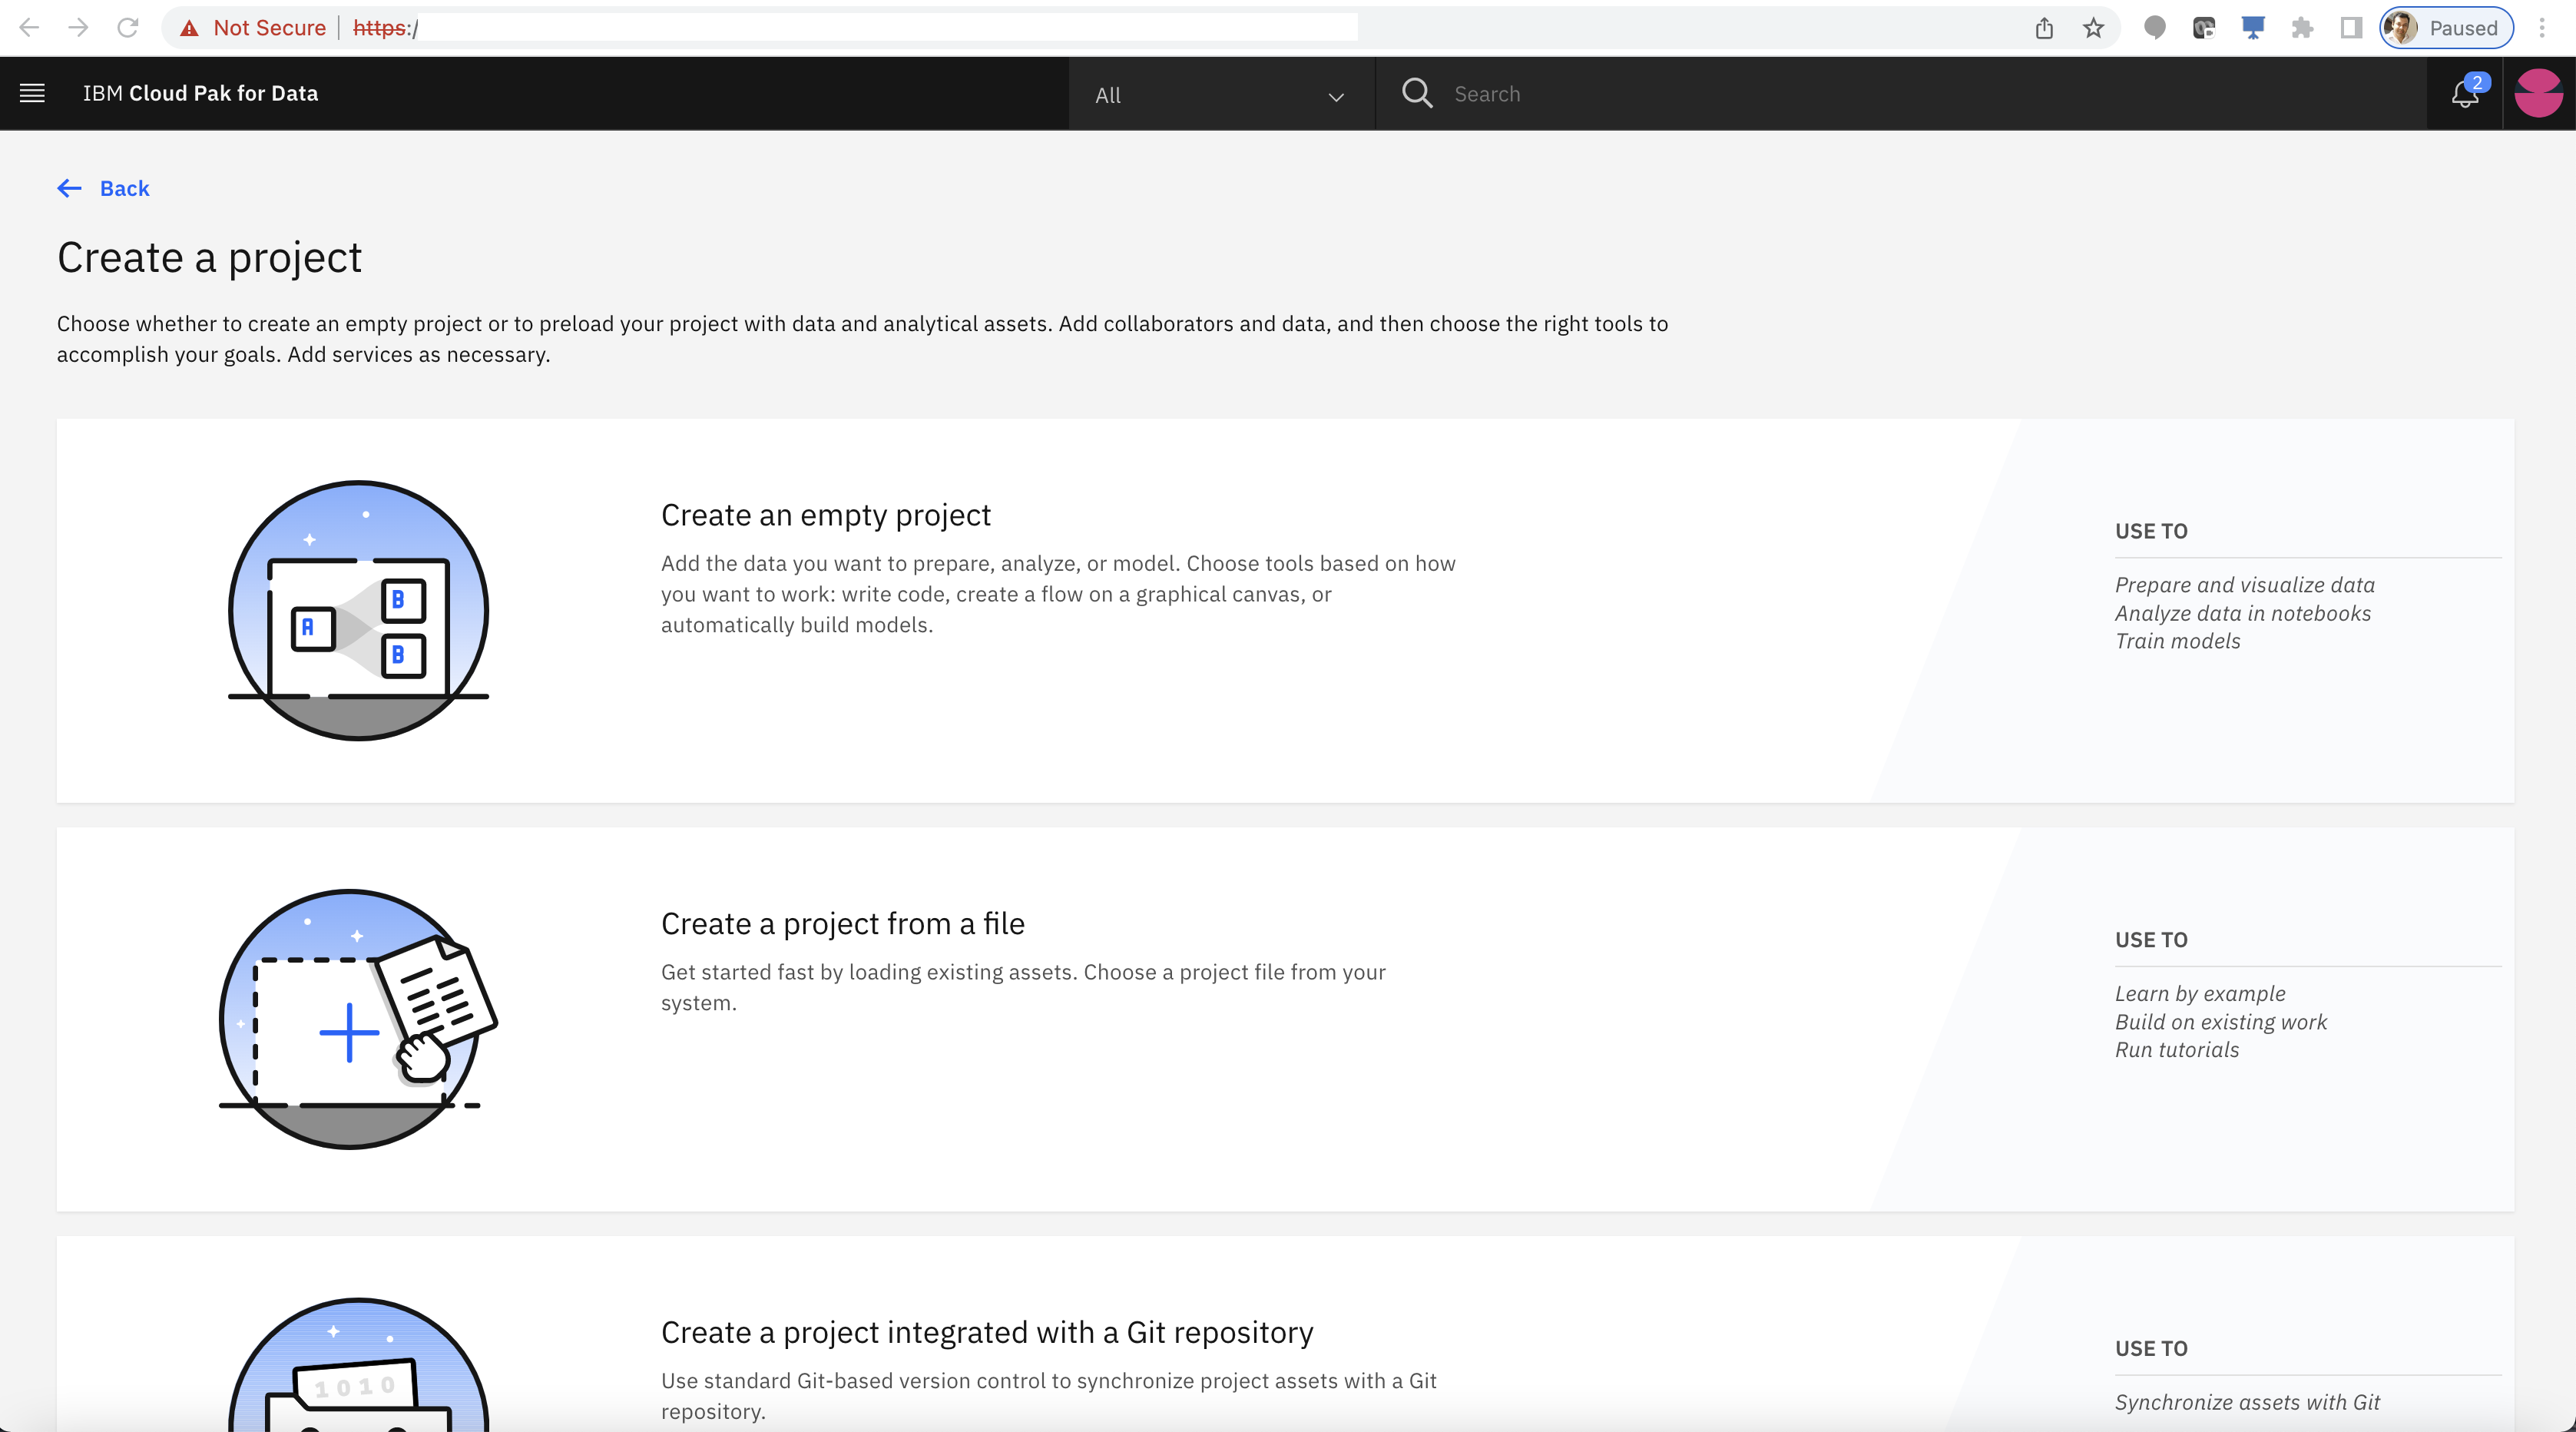 Not Secure | https:/
Paused
IBM Cloud Pak for Data
All
Search
2
Back
Create a project
Choose whether to create an empty project or to preload your project with data and analytical assets. Add collaborators and data, and then choose the right tools to
accomplish your goals. Add services as necessary.
A
B
B
Create an empty project
Add the data you want to prepare, analyze, or model. Choose tools based on how
you want to work: write code, create a flow on a graphical canvas, or
automatically build models.
USE TO
Prepare and visualize data
Analyze data in notebooks
Train models
Create a project from a file
Get started fast by loading existing assets. Choose a project file from your
system.
USE TO
Learn by example
Build on existing work
Run tutorials
1010
Create a project integrated with a Git repository
Use standard Git-based version control to synchronize project assets with a Git
repository.
USE TO
Synchronize assets with Git